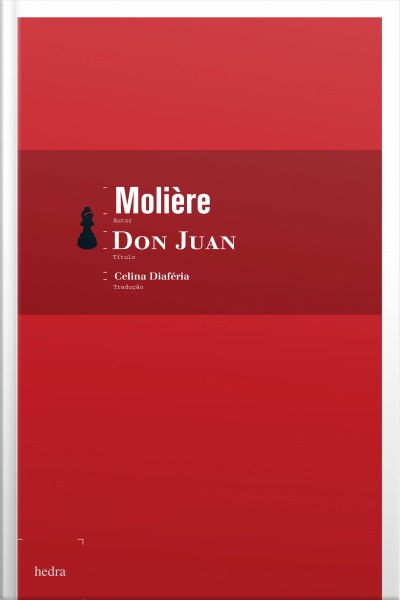 Molière
Autor
Don Juan
Título
Celina Diaféria
Tradução
hedra